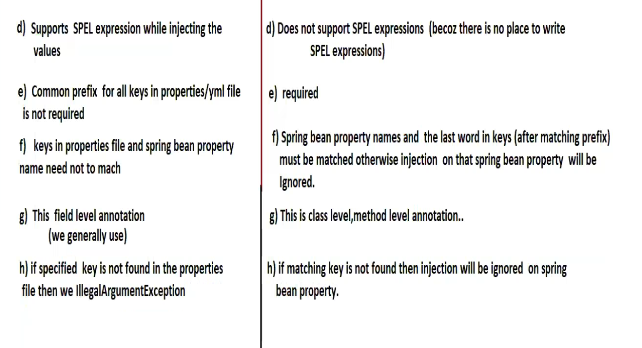 d) Supports SPEL expression while injecting the
values
e) Common prefix for all keys in properties/yml file
is not required
f) keys in properties file and spring bean property
name need not to mach
g) This field level annotation
(we generally use)
h) if specified key is not found in the properties
file then we IllegalArgumentException
d) Does not support SPEL expressions (becoz there is no place to write
SPEL expressions)
e) required
f) Spring bean property names and the last word in keys (after matching prefix)
must be matched otherwise injection on that spring bean property will be
Ignored.
g) This is class level,method level annotation..
h) if matching key is not found then injection will be ignored on spring
bean property.